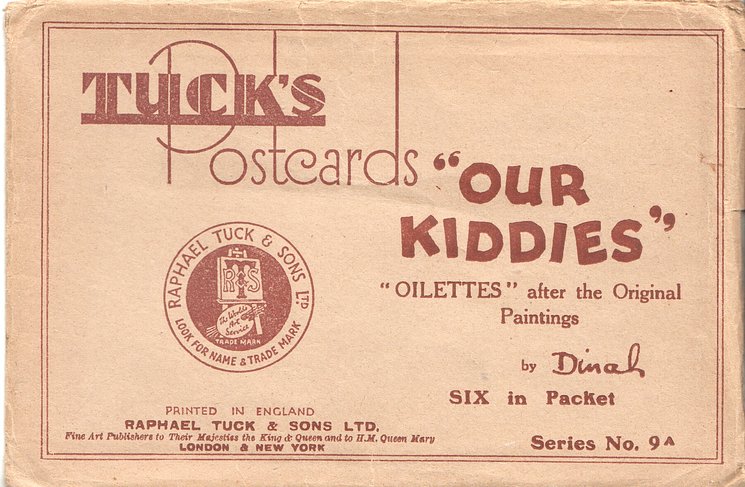 TUCK'S
Postcards
"OUR
KIDDIES"
"OILETTES" after the Original
Paintings
by Dinah
SIX in Packet
RAPHAEL TUCK & SONS LTD.
RTS
The World's
Art
Service
TRADE MARK
LOOK FOR NAME & TRADE MARK
PRINTED IN ENGLAND
RAPHAEL TUCK & SONS LTD.
Fine Art Publishers to Their Majesties the King & Queen and to H.M. Queen Mary
LONDON & NEW YORK
Series No. 9A